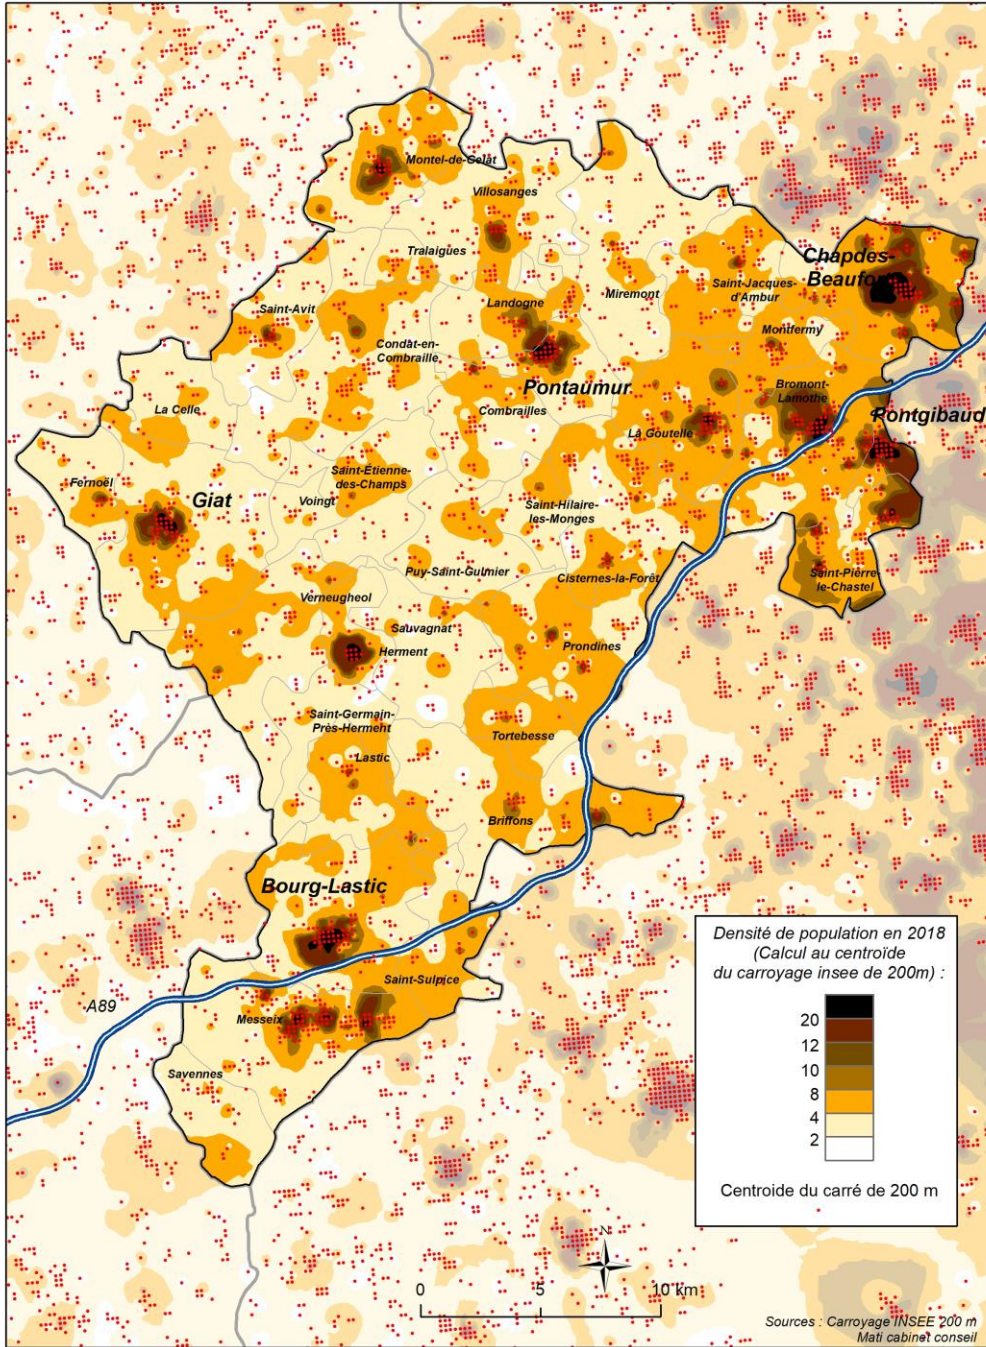 Montel-de-Gelat
Villosanges
Tralaigues
Chapdes-
Beaufort
Saint-Jacques-
d'Ambur
Miremont
Landogne
Saint-Avit
Montfermy
Condat-en-
Combraille
Pontaumur
Bromont-
Lamothe
La Celle
Combrailles
Pontgibaud
La Goutelle
Saint-Étienne-
des-Champs
Fernoël
Giat
Voingt
Saint-Hilaire-
les-Monges
Puy-Saint-Gulmier
Cisternes-la-Forêt
Saint-Pierre-
le-Chastel
Verneugheol
Sauvagnat
Herment
Prondines
Saint-Germain-
Près-Herment
Tortebesse
Lastic
Briffons
Bourg-Lastic
Saint-Sulpice
A89
Messeix
Savennes
Densité de population en 2018
(Calcul au centroïde
du carroyage insee de 200m) :
20
12
10
8
4
2
Centroide du carré de 200 m
N
0 5 10 km
Sources : Carroyage INSEE 200 m
Mati cabinet conseil